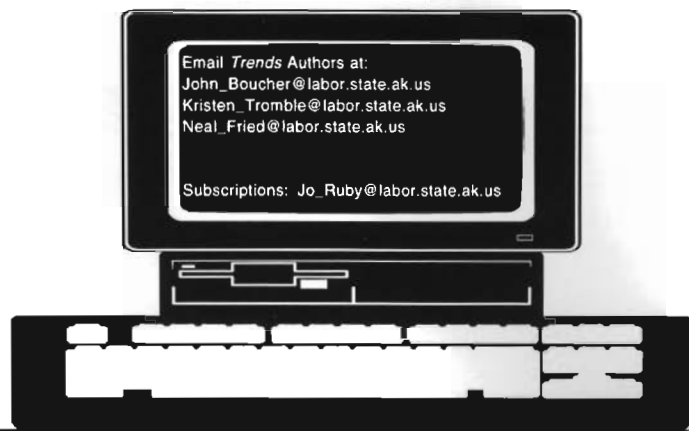 Email Trends Authors at:
John_Boucher@labor.state.ak.us
Kristen_Tromble@labor.state.ak.us
Neal_Fried@labor.state.ak.us
Subscriptions: Jo_Ruby@labor.state.ak.us